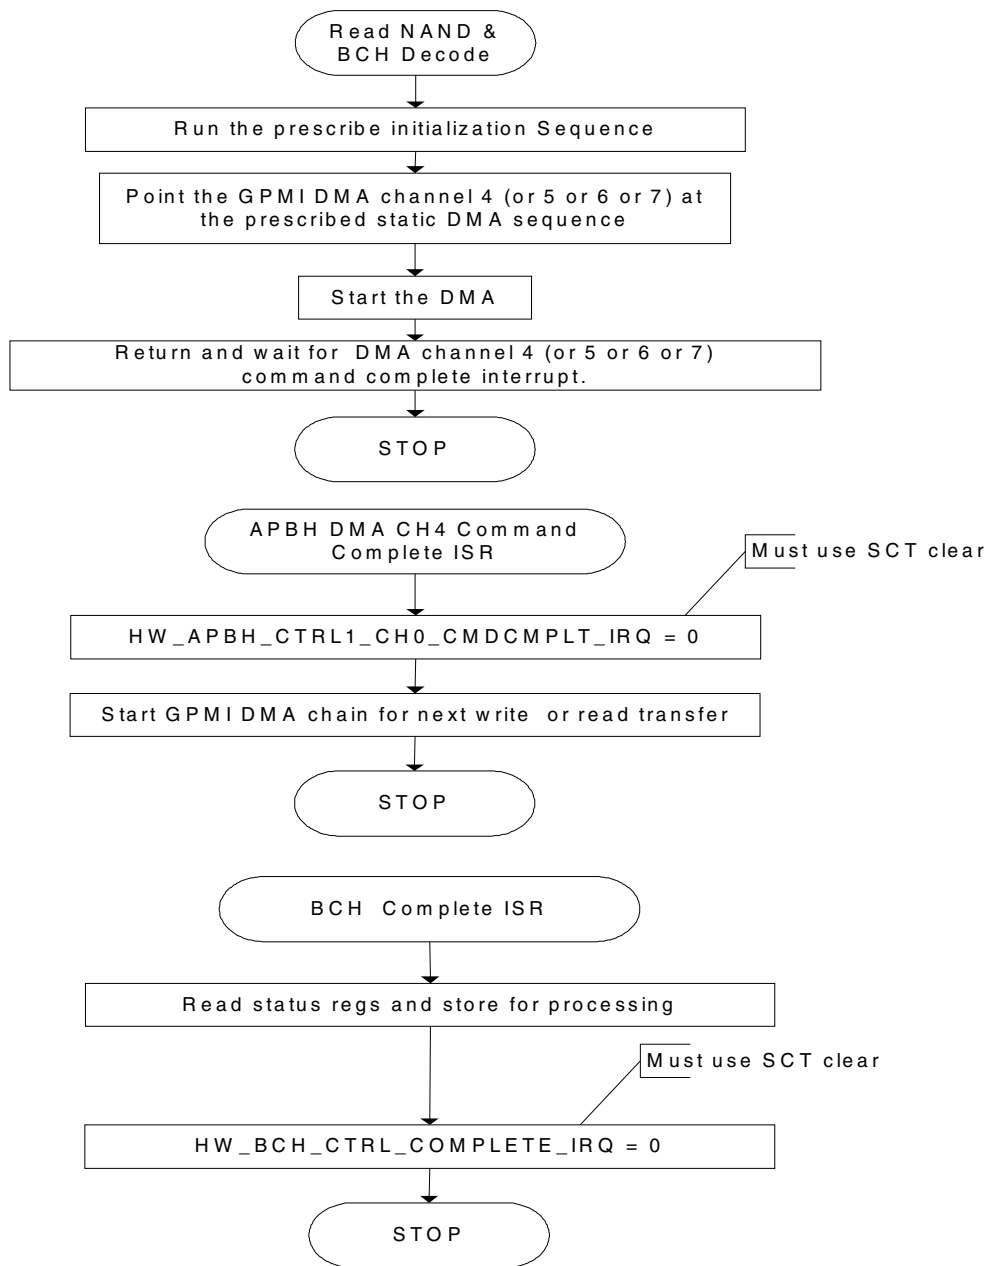 Read NAND &
BCH Decode
Run the prescribe initialization Sequence
Point the GPMI DMA channel 4 (or 5 or 6 or 7) at
the prescribed static DMA sequence
Start the DMA
Return and wait for DMA channel 4 (or 5 or 6 or 7)
command complete interrupt.
STOP
APBH DMA CH4 Command
Complete ISR
Must use SCT clear
HW_APBH_CTRL1_CH0_CMDCMPLT_IRQ = 0
Start GPMI DMA chain for next write or read transfer
STOP
BCH Complete ISR
Read status regs and store for processing
Must use SCT clear
HW_BCH_CTRL_COMPLETE_IRQ = 0
STOP